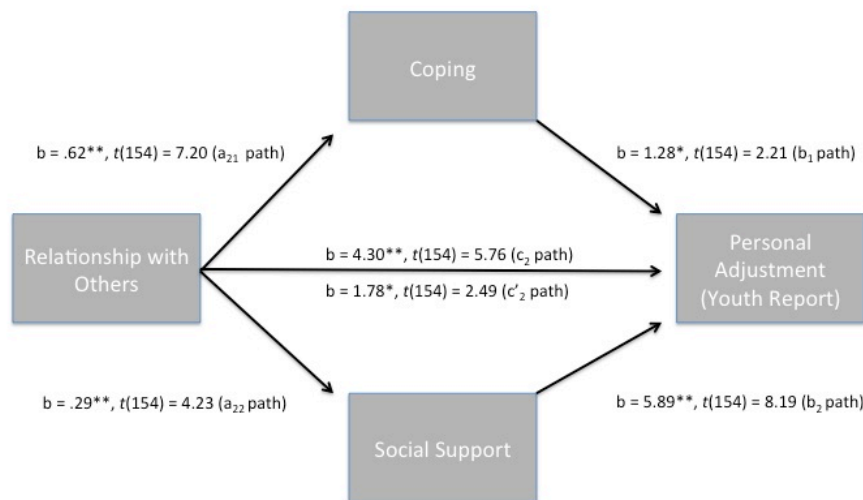 Coping
b = .62**, t(154) = 7.20 (a21 path)
b = 1.28*, t(154) = 2.21 (b1 path)
Relationship with
Others
b = 4.30**, t(154) = 5.76 (c2 path)
b = 1.78*, t(154) = 2.49 (c'2 path)
Personal
Adjustment
(Youth Report)
b = .29**, t(154) = 4.23 (a22 path)
b = 5.89**, t(154) = 8.19 (b2 path)
Social Support